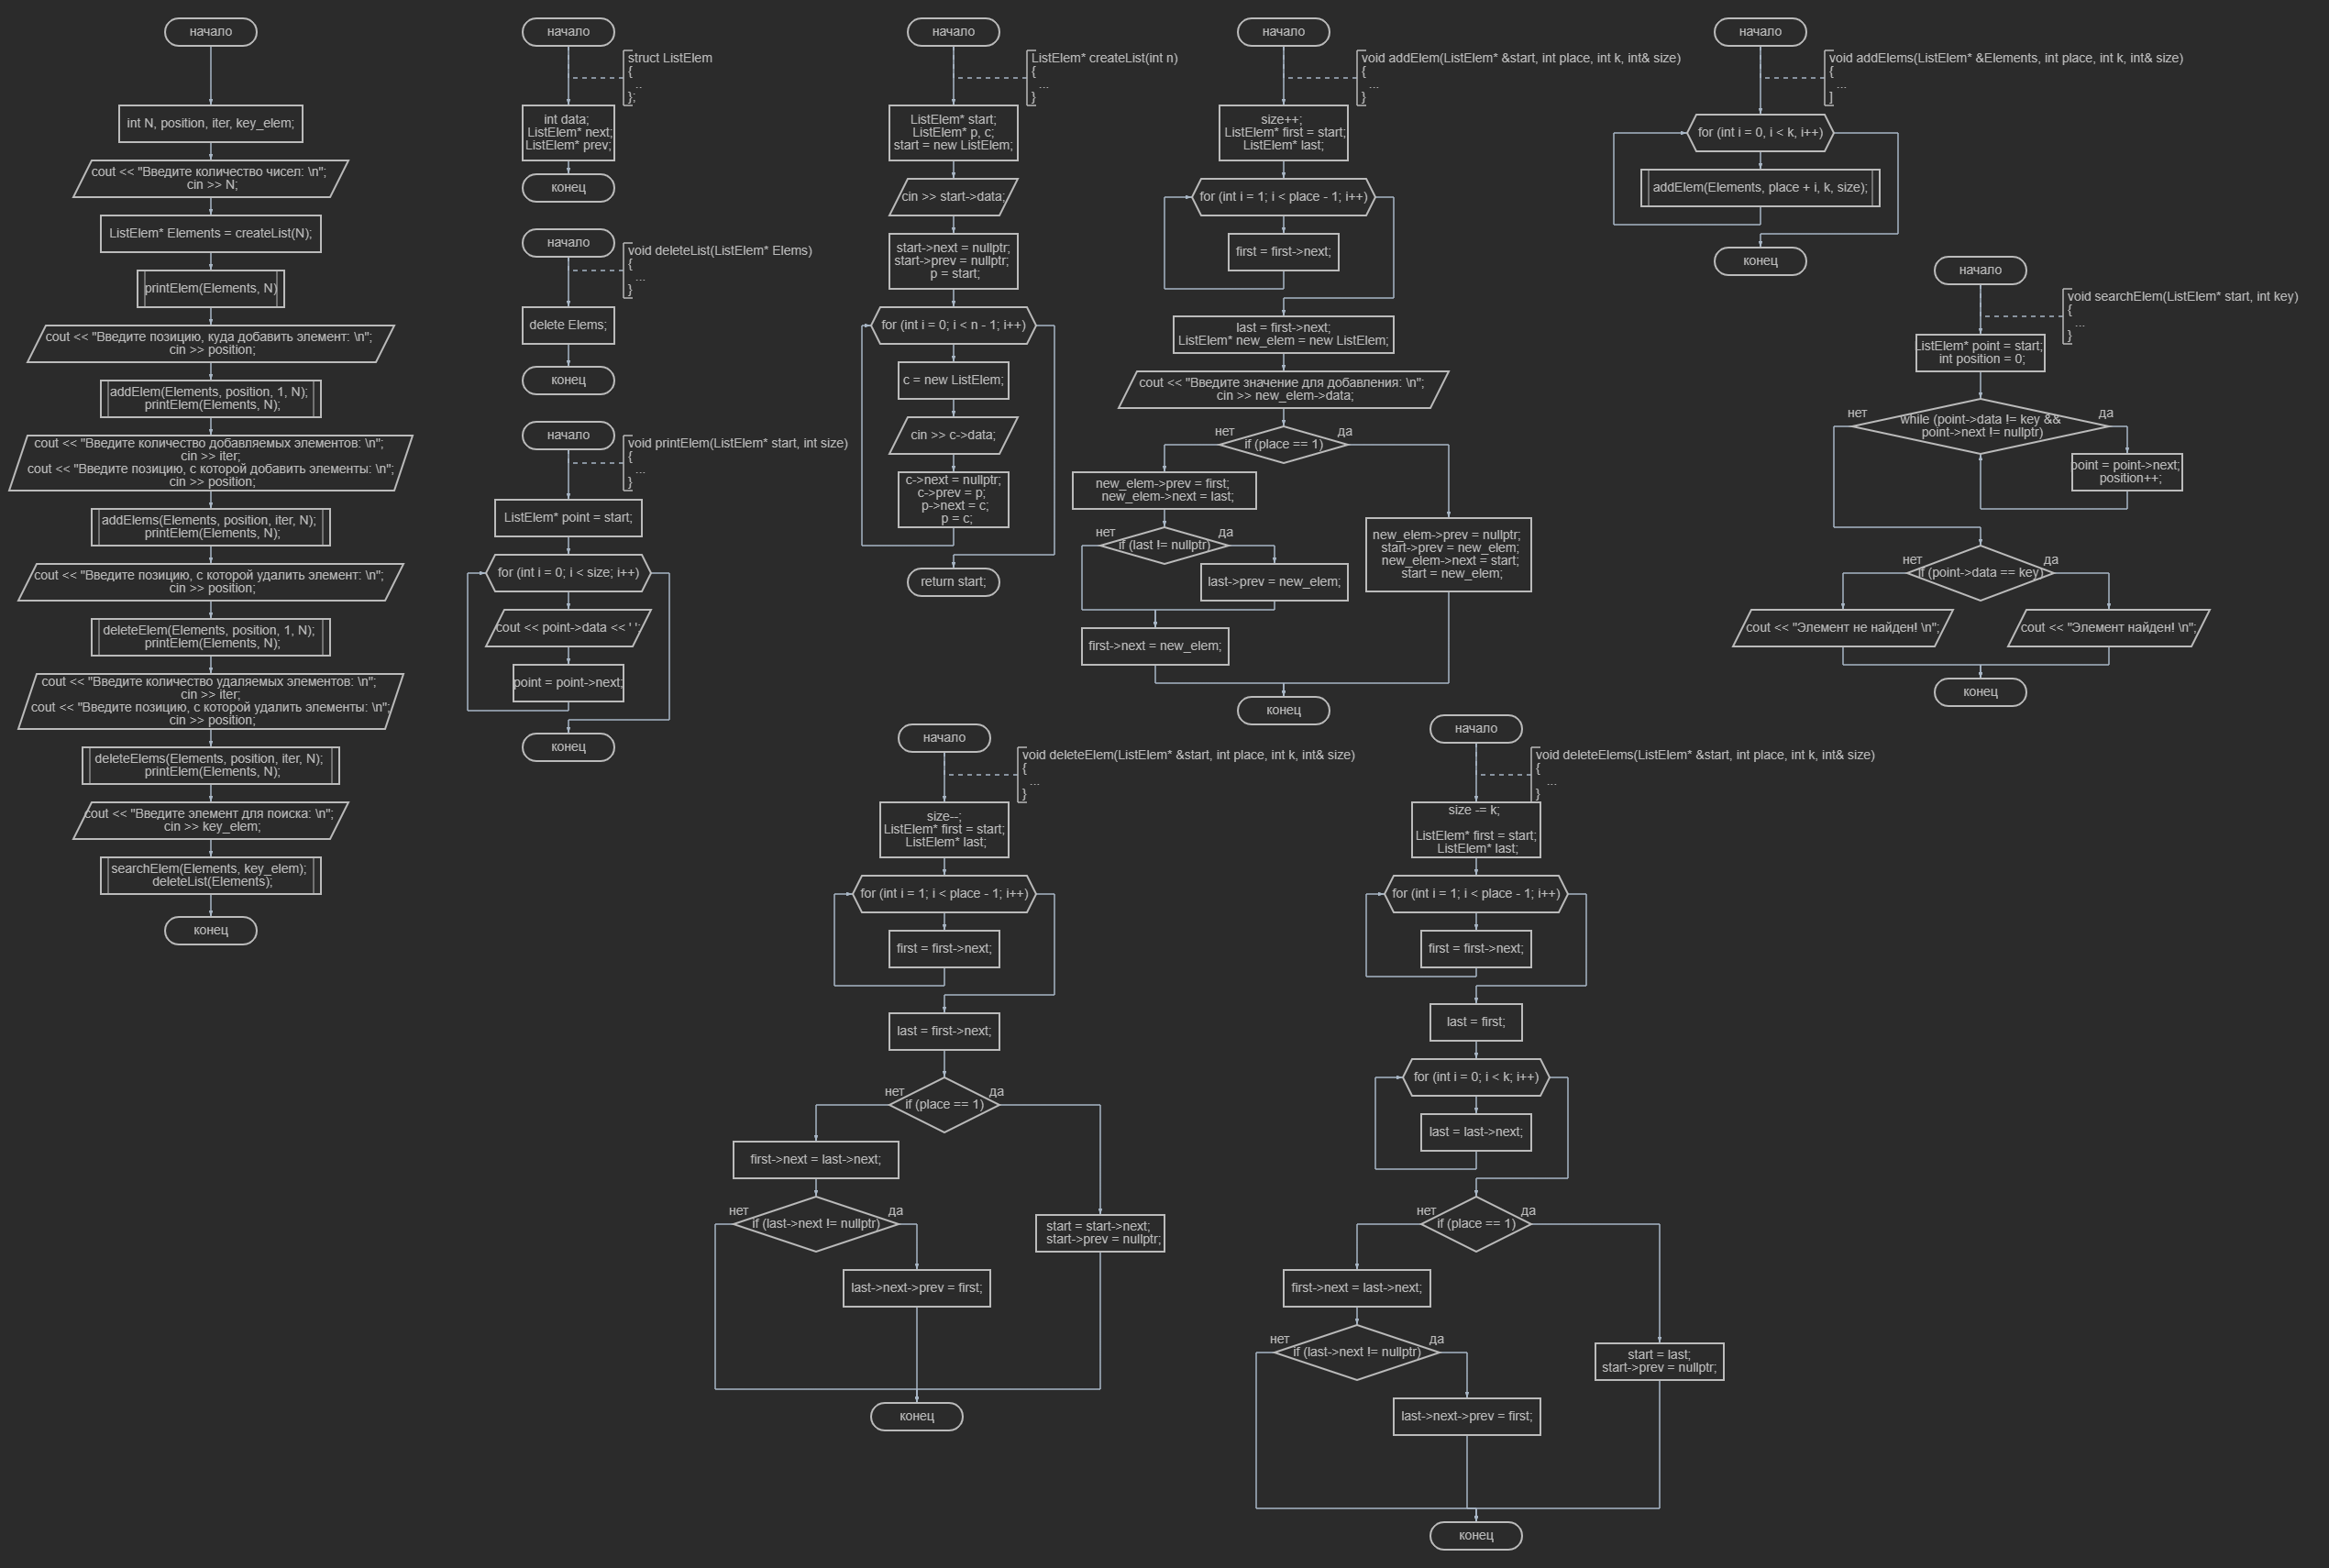 начало
int N, position, iter, key_elem;
cout << "Введите количество чисел: \n";
cin >> N;
ListElem* Elements = createList(N);
printElem(Elements, N)
cout << "Введите позицию, куда добавить элемент: \n";
cin >> position;
addElem(Elements, position, 1, N);
printElem(Elements, N);
cout << "Введите количество добавляемых элементов: \n";
cin >> iter;
cout << "Введите позицию, с которой добавить элементы: \n";
cin >> position;
addElems(Elements, position, iter, N);
printElem(Elements, N);
cout << "Введите позицию, с которой удалить элемент: \n";
cin >> position;
deleteElem(Elements, position, 1, N);
printElem(Elements, N);
cout << "Введите количество удаляемых элементов: \n";
cin >> iter;
cout << "Введите позицию, с которой удалить элементы: \n";
cin >> position;
deleteElems(Elements, position, iter, N);
printElem(Elements, N);
cout << "Введите элемент для поиска: \n";
cin >> key_elem;
searchElem(Elements, key_elem);
deleteList(Elements);
конец
начало
struct ListElem
{
..
};
int data;
ListElem* next;
ListElem* prev;
конец
начало
void deleteList(ListElem* Elems)
{
...
}
delete Elems;
конец
начало
void printElem(ListElem* start, int size)
{
...
}
ListElem* point = start;
for (int i = 0; i < size; i++)
cout << point->data << ' ';
point = point->next;
конец
начало
ListElem* createList(int n)
{
...
}
ListElem* start;
ListElem* p, c;
start = new ListElem;
cin >> start->data;
start->next = nullptr;
start->prev = nullptr;
p = start;
for (int i = 0; i < n - 1; i++)
c = new ListElem;
cin >> c->data;
c->next = nullptr;
c->prev = p;
p->next = c;
p = c;
return start;
начало
void addElem(ListElem* &start, int place, int k, int& size)
{
...
}
size++;
ListElem* first = start;
ListElem* last;
for (int i = 1; i < place - 1; i++)
first = first->next;
last = first->next;
ListElem* new_elem = new ListElem;
cout << "Введите значение для добавления: \n";
cin >> new_elem->data;
нет
if (place == 1)
да
new_elem->prev = first;
new_elem->next = last;
нет
if (last != nullptr)
да
last->prev = new_elem;
first->next = new_elem;
new_elem->prev = nullptr;
start->prev = new_elem;
new_elem->next = start;
start = new_elem;
конец
начало
void addElems(ListElem* &Elements, int place, int k, int& size)
{
...
]
for (int i = 0, i < k, i++)
addElem(Elements, place + i, k, size);
конец
начало
void searchElem(ListElem* start, int key)
{
...
}
ListElem* point = start;
int position = 0;
нет
while (point->data != key &&
point->next != nullptr)
да
point = point->next;
position++;
нет
if (point->data == key)
да
cout << "Элемент не найден! \n";
cout << "Элемент найден! \n";
конец
начало
void deleteElem(ListElem* &start, int place, int k, int& size)
{
...
}
size--;
ListElem* first = start;
ListElem* last;
for (int i = 1; i < place - 1; i++)
first = first->next;
last = first->next;
нет
if (place == 1)
да
first->next = last->next;
нет
if (last->next != nullptr)
да
last->next->prev = first;
start = start->next;
start->prev = nullptr;
конец
начало
void deleteElems(ListElem* &start, int place, int k, int& size)
{
...
}
size -= k;
ListElem* first = start;
ListElem* last;
for (int i = 1; i < place - 1; i++)
first = first->next;
last = first;
for (int i = 0; i < k; i++)
last = last->next;
нет
if (place == 1)
да
first->next = last->next;
нет
if (last->next != nullptr)
да
last->next->prev = first;
start = last;
start->prev = nullptr;
конец